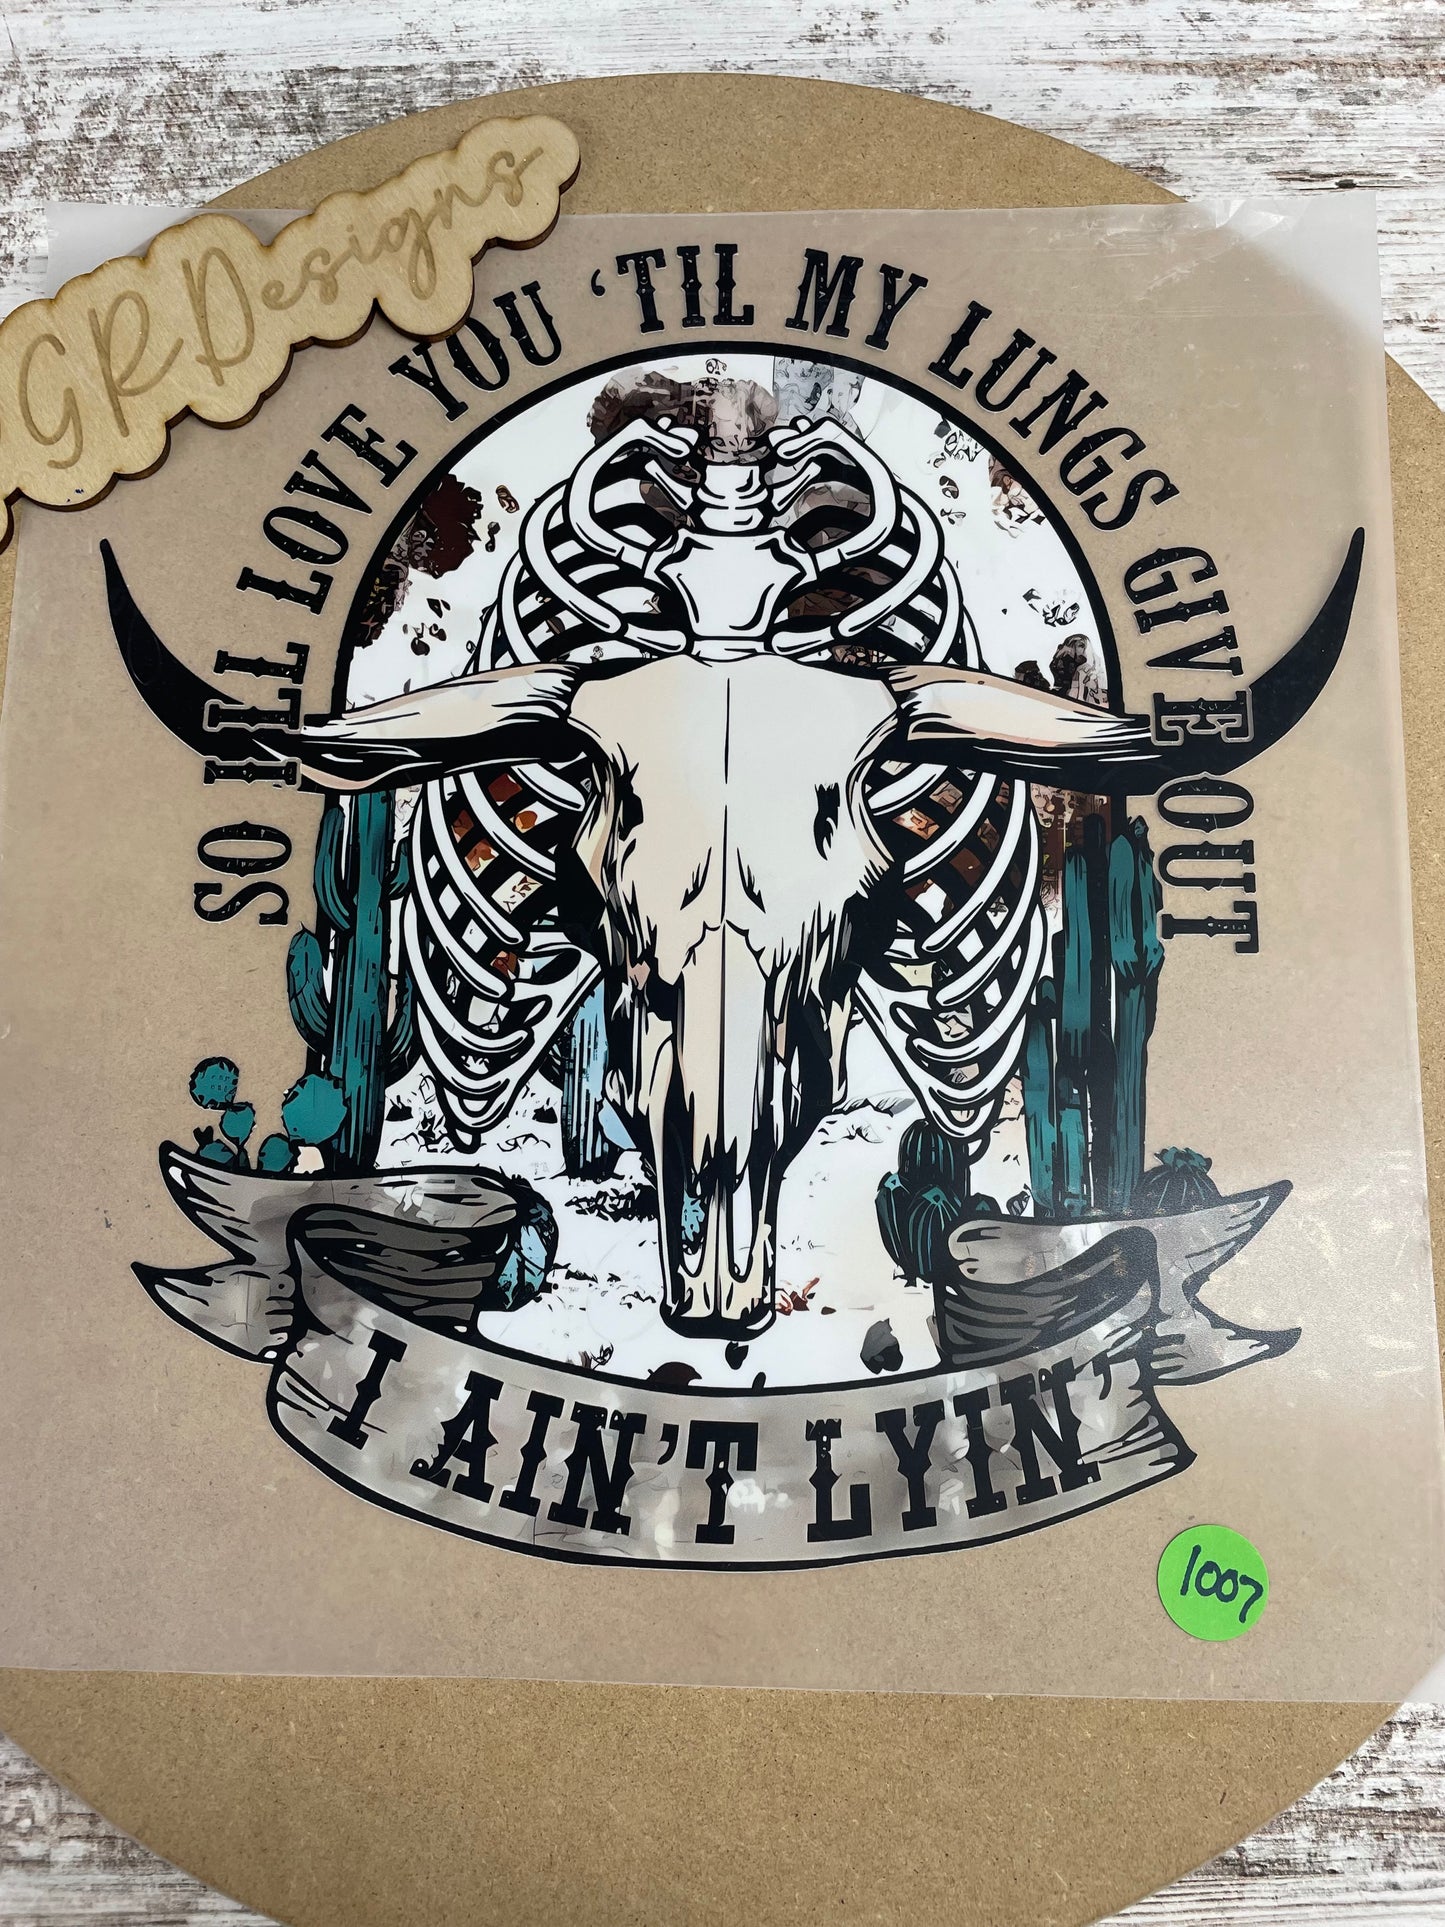 GRDesigns
SO I'LL LOVE YOU 'TIL MY LUNGS GIVE OUT
I AIN'T LYIN'
1007